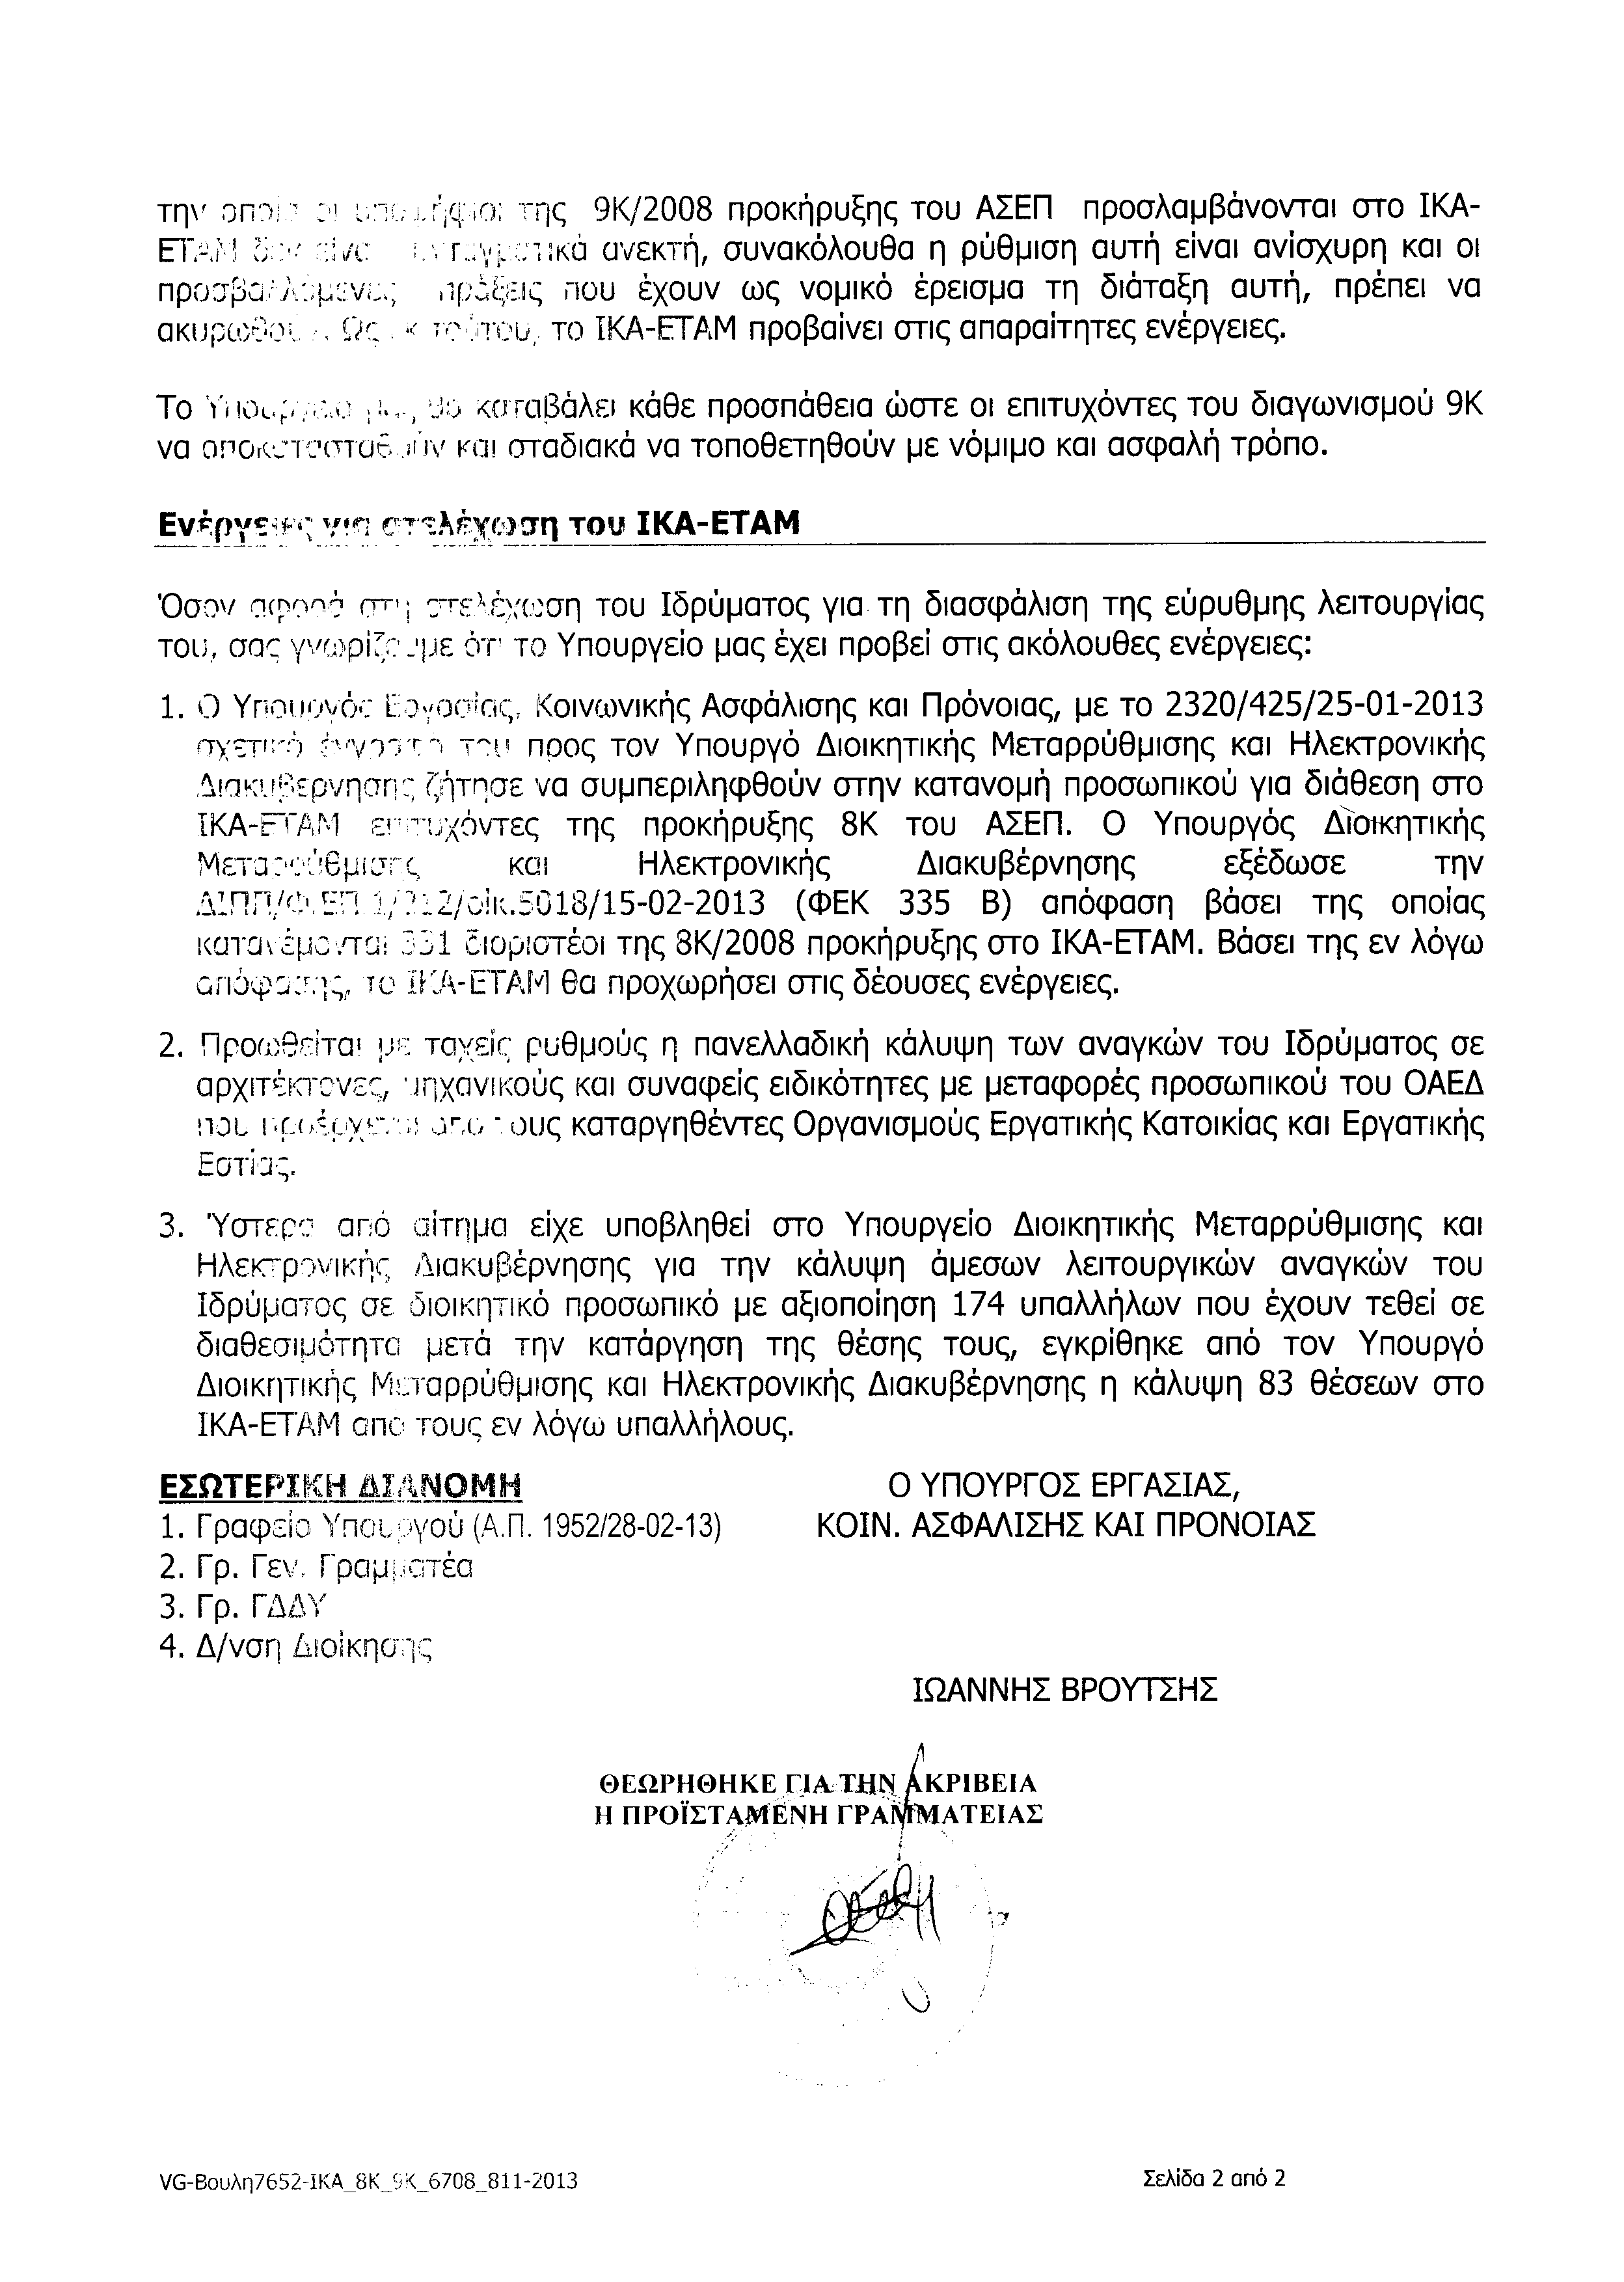 την οποία οι υποψήφιοι της 9Κ/2008 προκήρυξης του ΑΣΕΠ προσλαμβάνονται στο ΙΚΑ-
ΕΤΑΜ δεν είναι συνταγματικά ανεκτή, συνακόλουθα η ρύθμιση αυτή είναι ανίσχυρη και οι
προσβαλλόμενες πράξεις που έχουν ως νομικό έρεισμα τη διάταξη αυτή, πρέπει να
ακυρωθούν. Ως εκ τούτου, το ΙΚΑ-ΕΤΑΜ προβαίνει στις απαραίτητες ενέργειες.
Το Υπουργείο μας, θα καταβάλει κάθε προσπάθεια ώστε οι επιτυχόντες του διαγωνισμού 9Κ
να αποκατασταθούν και σταδιακά να τοποθετηθούν με νόμιμο και ασφαλή τρόπο.
Ενέργειες για στελέχωση του ΙΚΑ-ΕΤΑΜ
Όσον αφορά στη στελέχωση του Ιδρύματος για τη διασφάλιση της εύρυθμης λειτουργίας
του, σας γνωρίζουμε ότι το Υπουργείο μας έχει προβεί στις ακόλουθες ενέργειες:
1. Ο Υπουργός Εργασίας, Κοινωνικής Ασφάλισης και Πρόνοιας, με το 2320/425/25-01-2013
σχετικό έγγραφό του προς τον Υπουργό Διοικητικής Μεταρρύθμισης και Ηλεκτρονικής
Διακυβέρνησης ζήτησε να συμπεριληφθούν στην κατανομή προσωπικού για διάθεση στο
ΙΚΑ-ΕΤΑΜ επιτυχόντες της προκήρυξης 8Κ του ΑΣΕΠ. Ο Υπουργός Διοικητικής
Μεταρρύθμισης και Ηλεκτρονικής Διακυβέρνησης εξέδωσε την
ΔΙΠΠ/Φ.ΕΠ.1/212/οικ.5018/15-02-2013 (ΦΕΚ 335 Β) απόφαση βάσει της οποίας
κατανέμονται 331 διοριστέοι της 8Κ/2008 προκήρυξης στο ΙΚΑ-ΕΤΑΜ. Βάσει της εν λόγω
απόφασης, το ΙΚΑ-ΕΤΑΜ θα προχωρήσει στις δέουσες ενέργειες.
2. Προωθείται με ταχείς ρυθμούς η πανελλαδική κάλυψη των αναγκών του Ιδρύματος σε
αρχιτέκτονες, μηχανικούς και συναφείς ειδικότητες με μεταφορές προσωπικού του ΟΑΕΔ
που προέρχεται από τους καταργηθέντες Οργανισμούς Εργατικής Κατοικίας και Εργατικής
Εστίας.
3. Ύστερα από αίτημα είχε υποβληθεί στο Υπουργείο Διοικητικής Μεταρρύθμισης και
Ηλεκτρονικής Διακυβέρνησης για την κάλυψη άμεσων λειτουργικών αναγκών του
Ιδρύματος σε διοικητικό προσωπικό με αξιοποίηση 174 υπαλλήλων που έχουν τεθεί σε
διαθεσιμότητα μετά την κατάργηση της θέσης τους, εγκρίθηκε από τον Υπουργό
Διοικητικής Μεταρρύθμισης και Ηλεκτρονικής Διακυβέρνησης η κάλυψη 83 θέσεων στο
ΙΚΑ-ΕΤΑΜ από τους εν λόγω υπαλλήλους.
ΕΣΩΤΕΡΙΚΗ ΔΙΑΝΟΜΗ
1. Γραφείο Υπουργού (Α.Π. 1952/28-02-13)
2. Γρ. Γεν. Γραμματέα
3. Γρ. ΓΔΔΥ
4. Δ/νση Διοίκησης
Ο ΥΠΟΥΡΓΟΣ ΕΡΓΑΣΙΑΣ,
ΚΟΙΝ. ΑΣΦΑΛΙΣΗΣ ΚΑΙ ΠΡΟΝΟΙΑΣ
ΙΩΑΝΝΗΣ ΒΡΟΥΤΣΗΣ
ΘΕΩΡΗΘΗΚΕ ΓΙΑ ΤΗΝ ΑΚΡΙΒΕΙΑ
Η ΠΡΟΪΣΤΑΜΕΝΗ ΓΡΑΜΜΑΤΕΙΑΣ
VG-Βουλη7652-ΙΚΑ_8Κ_9Κ_6708_811-2013
Σελίδα 2 από 2